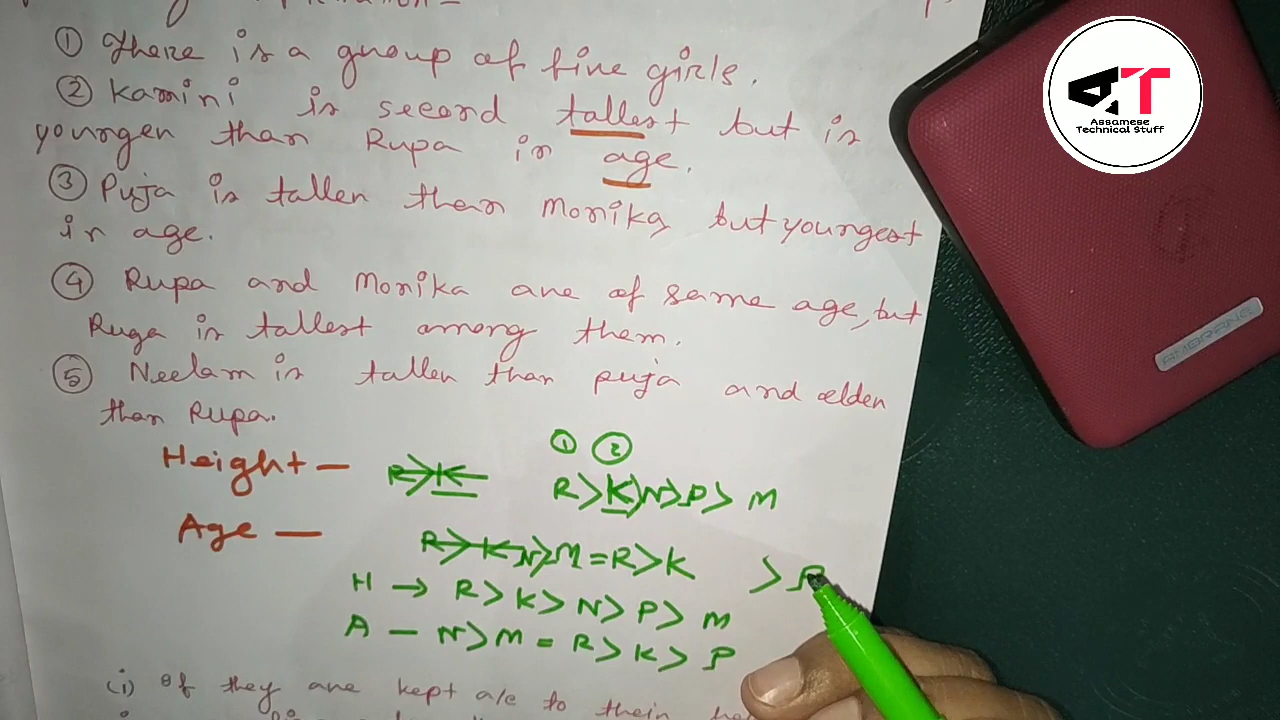 ① There is a group of five girls.
② Kamini is second tallest but is
younger than Rupa in age.
③ Puja is taller than Monika, but youngest
in age.
④ Rupa and Monika are of same age, but
Rupa is tallest among them.
⑤ Neelam is taller than puja and elder
than Rupa.
① ②
Height — R>K R>K>N>P>M
Age — R>K N>M=R>K >P
H → R>K>N>P>M
A — N>M=R>K>P
(i) If they are kept a/c to their
AT
Assamese
Technical Stuff
AMBRANE